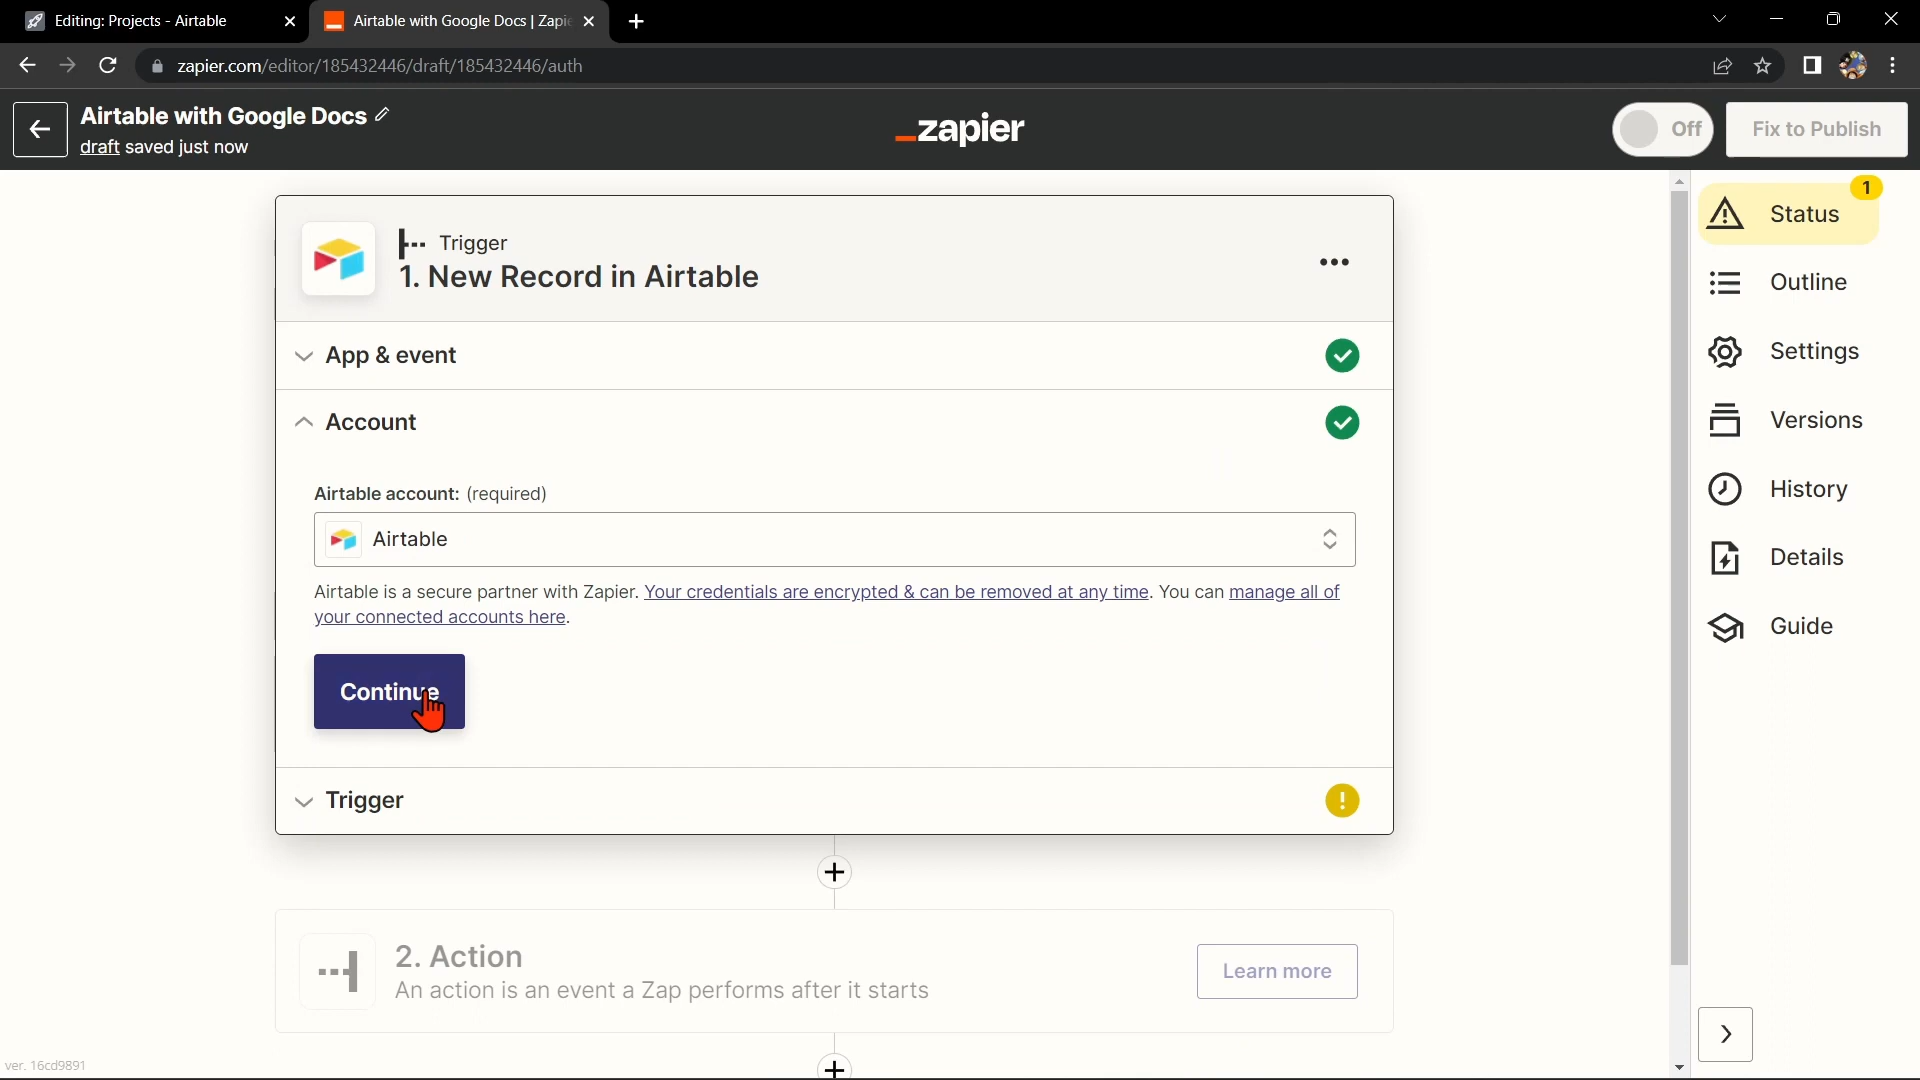 Editing: Projects - Airtable
Airtable with Google Docs | Zapie
zapier.com/editor/185432446/draft/185432446/auth
Airtable with Google Docs
draft saved just now
_zapier
Off
Fix to Publish
Trigger
1. New Record in Airtable
App & event
Account
Airtable account: (required)
Airtable
Airtable is a secure partner with Zapier. Your credentials are encrypted & can be removed at any time. You can manage all of
your connected accounts here.
Continue
Trigger
2. Action
An action is an event a Zap performs after it starts
Learn more
1
Status
Outline
Settings
Versions
History
Details
Guide
ver. 16cd9891